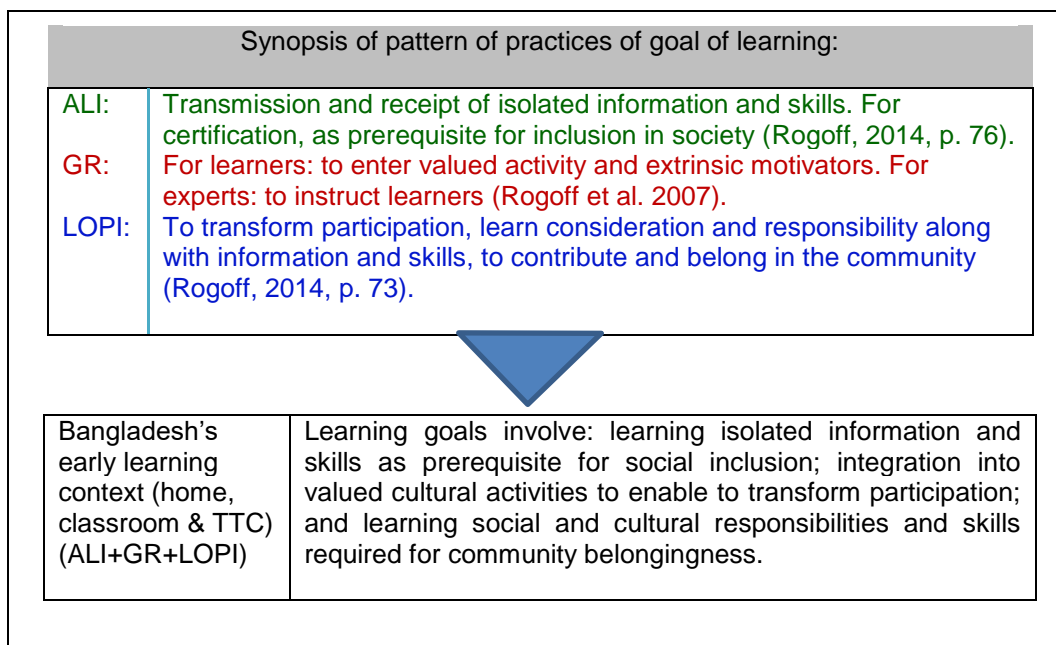 Synopsis of pattern of practices of goal of learning:
ALI: Transmission and receipt of isolated information and skills. For
certification, as prerequisite for inclusion in society (Rogoff, 2014, p. 76).
GR: For learners: to enter valued activity and extrinsic motivators. For
experts: to instruct learners (Rogoff et al. 2007).
LOPI: To transform participation, learn consideration and responsibility along
with information and skills, to contribute and belong in the community
(Rogoff, 2014, p. 73).
Bangladesh's
early learning
context (home,
classroom & TTC)
(ALI+GR+LOPI)
Learning goals involve: learning isolated information and
skills as prerequisite for social inclusion; integration into
valued cultural activities to enable to transform participation;
and learning social and cultural responsibilities and skills
required for community belongingness.